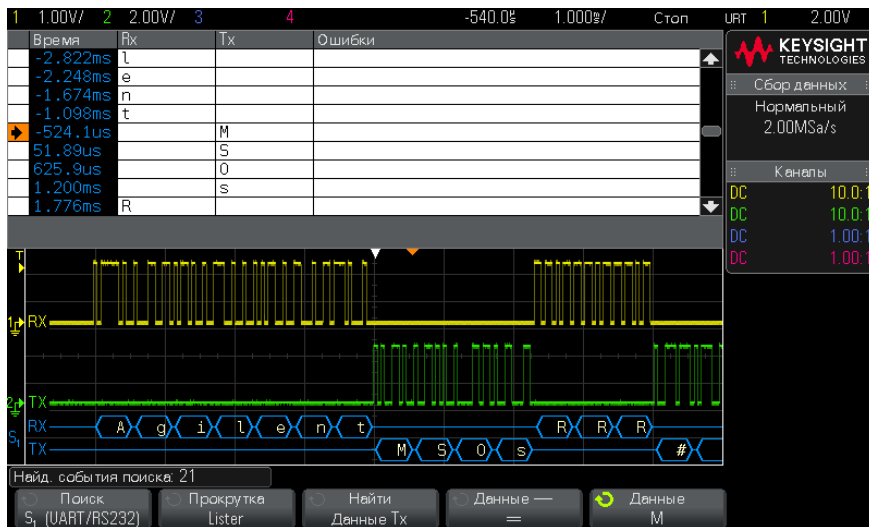 1 1.00V/ 2 2.00V/ 3 4 -540.0µs 1.000ms/ Стоп URT 1 2.00V
Время Rx Tx Ошибки
-2.822ms l
-2.248ms e
-1.674ms n
-1.098ms t
-524.1us M
51.89us S
625.9us O
1.200ms s
1.776ms R
KEYSIGHT
TECHNOLOGIES
Сбор данных
Нормальный
2.00MSa/s
Каналы
DC 10.0:1
DC 10.0:1
DC 1.00:1
DC 1.00:1
T
1 RX
2 TX
S1 RX A g i l e n t R R R
TX M S O s #
Найд. события поиска: 21
Поиск
S1 (UART/RS232)
Прокрутка
Lister
Найти
Данные Tx
Данные —
=
Данные
M